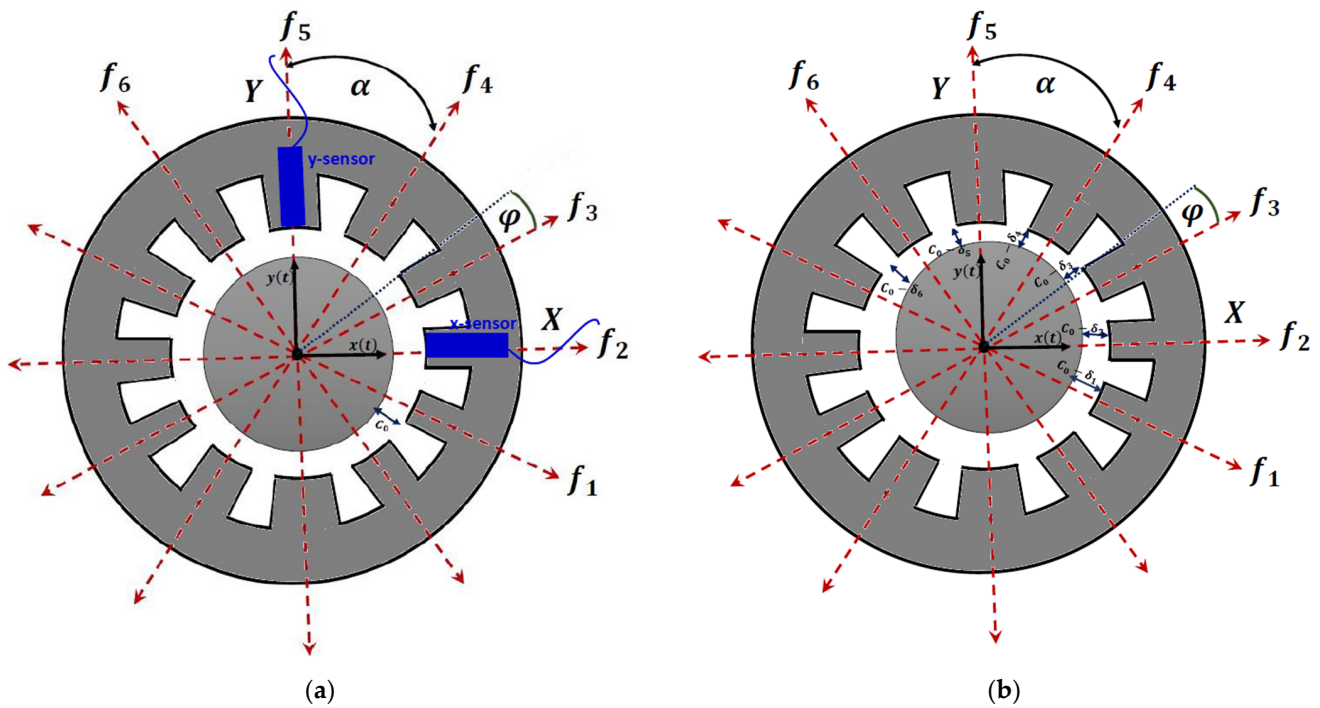 f₅
f₆
Y
α
f₄
y-sensor
φ
f₃
y(t)
x-sensor
X
x(t)
f₂
C₀
f₁
(a)
f₅
f₆
Y
α
f₄
φ
f₃
C₀ − δ₅
C₀ − δ₄
C₀ − δ₃
y(t)
C₀ − δ₆
X
x(t)
C₀ − δ₂
f₂
C₀ − δ₁
f₁
(b)